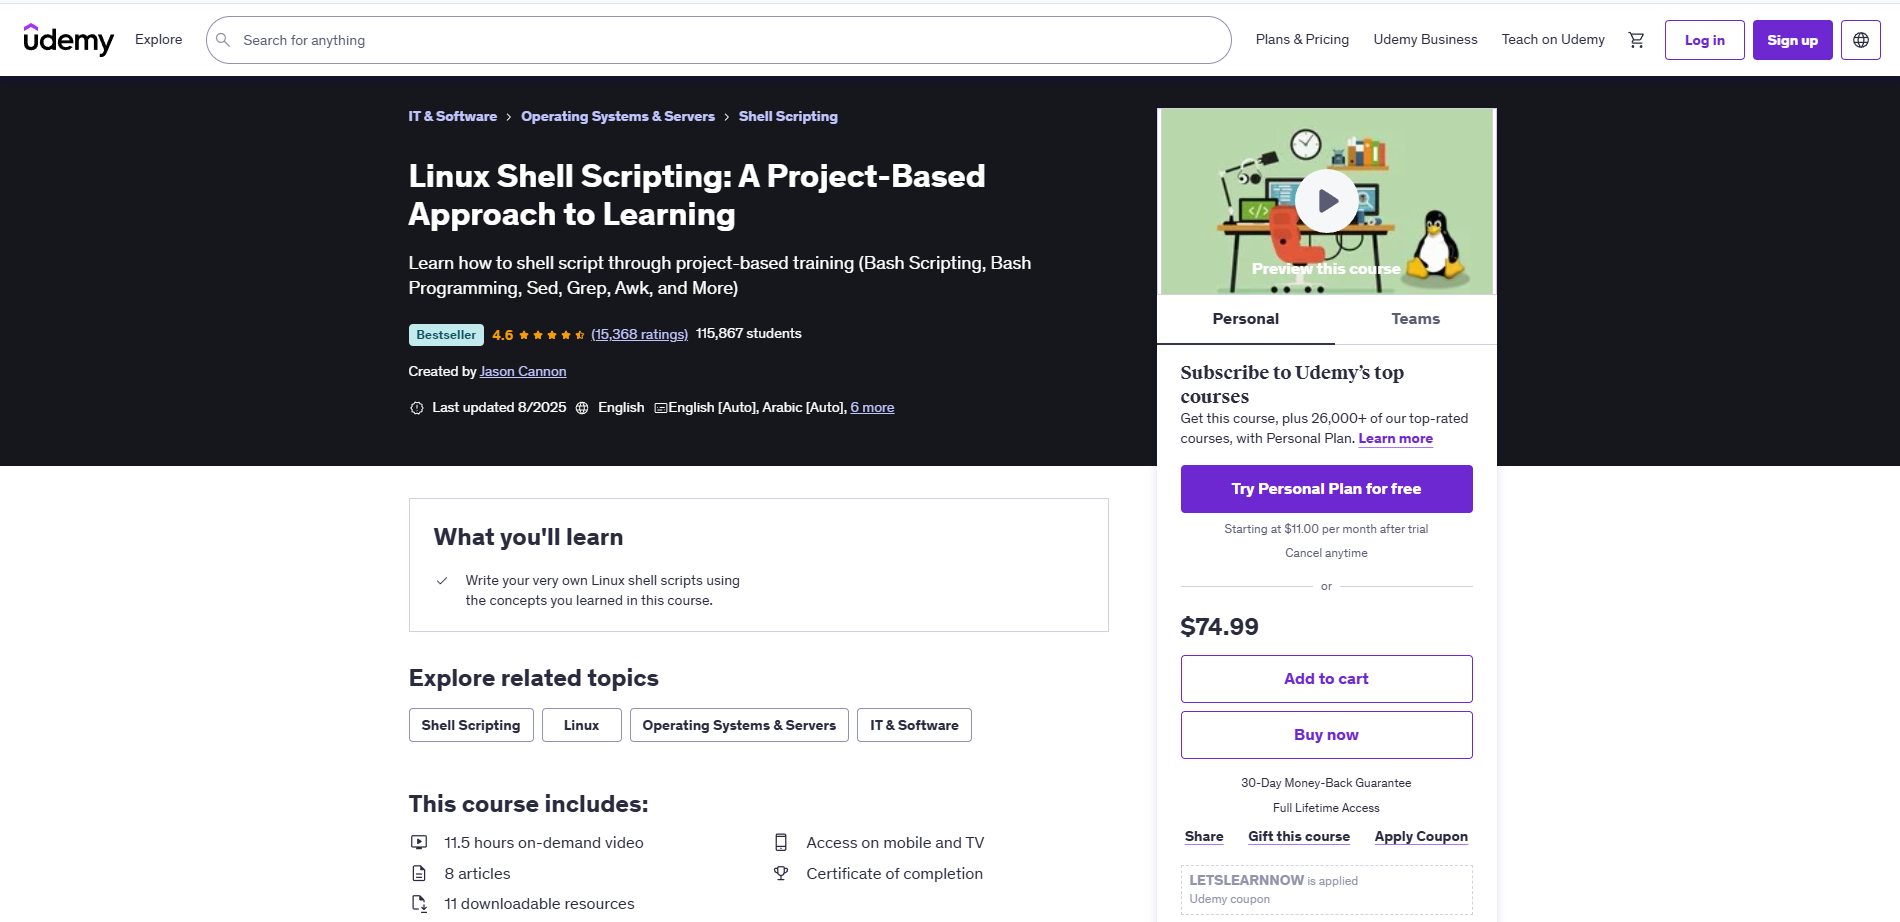 udemy
Explore
Search for anything
Plans & Pricing
Udemy Business
Teach on Udemy
Log in
Sign up
IT & Software > Operating Systems & Servers > Shell Scripting
Linux Shell Scripting: A Project-Based
Approach to Learning
Learn how to shell script through project-based training (Bash Scripting, Bash
Programming, Sed, Grep, Awk, and More)
Bestseller 4.6 (15,368 ratings) 115,867 students
Created by Jason Cannon
Last updated 8/2025 English English [Auto], Arabic [Auto], 6 more
</>
Preview this course
Personal
Teams
Subscribe to Udemy’s top
courses
Get this course, plus 26,000+ of our top-rated
courses, with Personal Plan. Learn more
Try Personal Plan for free
Starting at $11.00 per month after trial
Cancel anytime
or
$74.99
Add to cart
Buy now
30-Day Money-Back Guarantee
Full Lifetime Access
Share Gift this course Apply Coupon
LETSLEARNNOW is applied
Udemy coupon
What you'll learn
Write your very own Linux shell scripts using
the concepts you learned in this course.
Explore related topics
Shell Scripting
Linux
Operating Systems & Servers
IT & Software
This course includes:
11.5 hours on-demand video
8 articles
11 downloadable resources
Access on mobile and TV
Certificate of completion